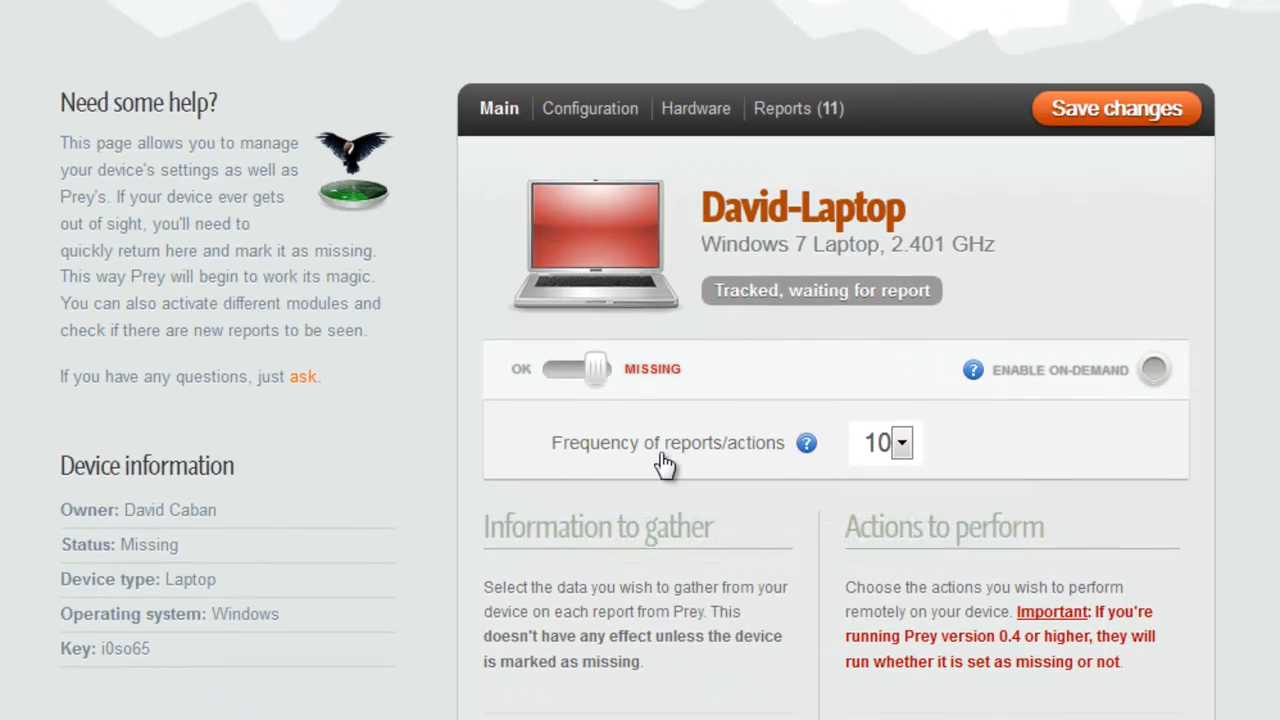 Need some help?
This page allows you to manage
your device's settings as well as
Prey's. If your device ever gets
out of sight, you'll need to
quickly return here and mark it as missing.
This way Prey will begin to work its magic.
You can also activate different modules and
check if there are new reports to be seen.
If you have any questions, just ask.
Device information
Owner: David Caban
Status: Missing
Device type: Laptop
Operating system: Windows
Key: i0so65
Main Configuration Hardware Reports (11) Save changes
David-Laptop
Windows 7 Laptop, 2.401 GHz
Tracked, waiting for report
OK MISSING ? ENABLE ON-DEMAND
Frequency of reports/actions ? 10
Information to gather
Select the data you wish to gather from your
device on each report from Prey. This
doesn't have any effect unless the device
is marked as missing.
Actions to perform
Choose the actions you wish to perform
remotely on your device. Important: If you're
running Prey version 0.4 or higher, they will
run whether it is set as missing or not.